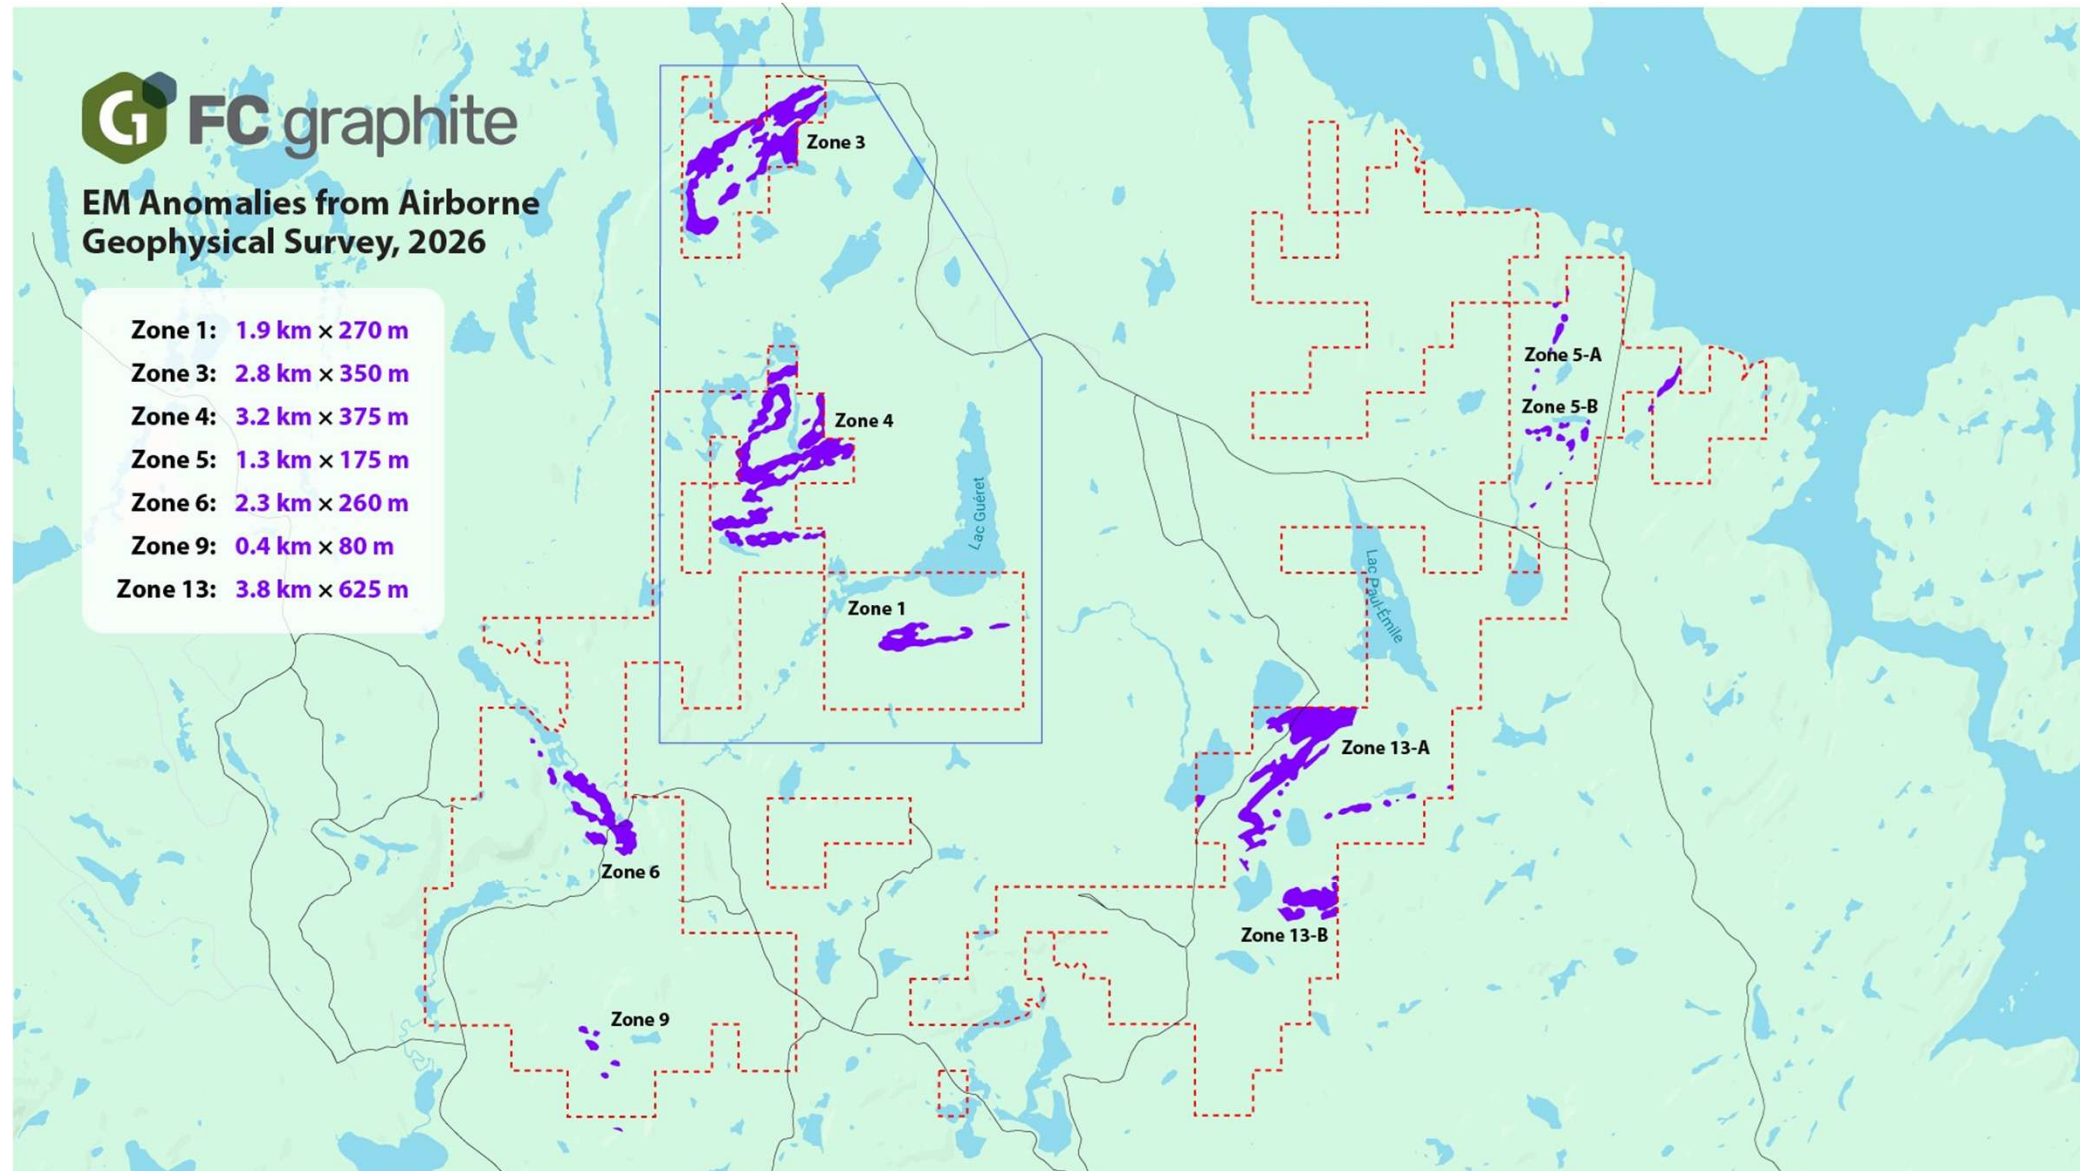 G FC graphite
EM Anomalies from Airborne
Geophysical Survey, 2026
Zone 1: 1.9 km × 270 m
Zone 3: 2.8 km × 350 m
Zone 4: 3.2 km × 375 m
Zone 5: 1.3 km × 175 m
Zone 6: 2.3 km × 260 m
Zone 9: 0.4 km × 80 m
Zone 13: 3.8 km × 625 m
Zone 3
Zone 5-A
Zone 5-B
Zone 4
Lac Guéret
Lac Paul-Émile
Zone 1
Zone 13-A
Zone 6
Zone 13-B
Zone 9